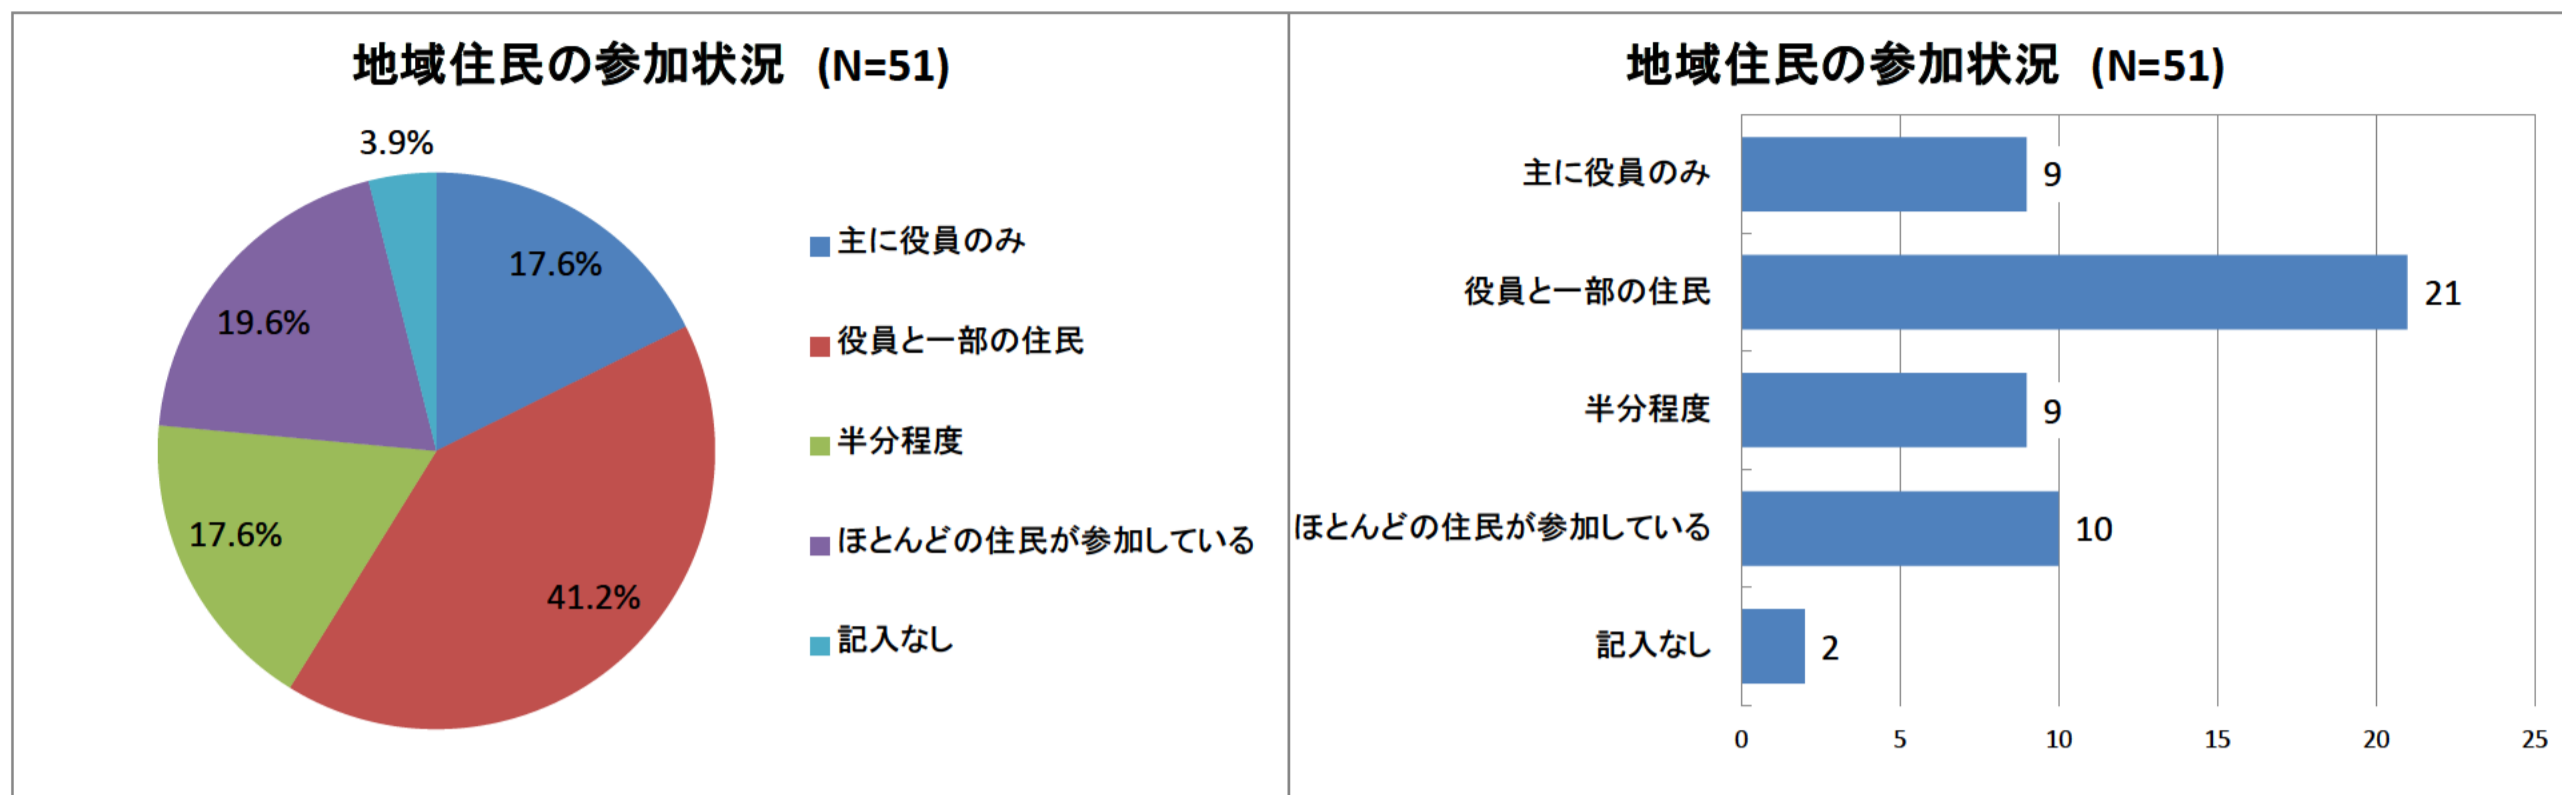 地域住民の参加状況 (N=51)
3.9%
17.6%
19.6%
17.6%
41.2%
主に役員のみ
役員と一部の住民
半分程度
ほとんどの住民が参加している
記入なし
地域住民の参加状況 (N=51)
主に役員のみ 9
役員と一部の住民 21
半分程度 9
ほとんどの住民が参加している 10
記入なし 2
0 5 10 15 20 25